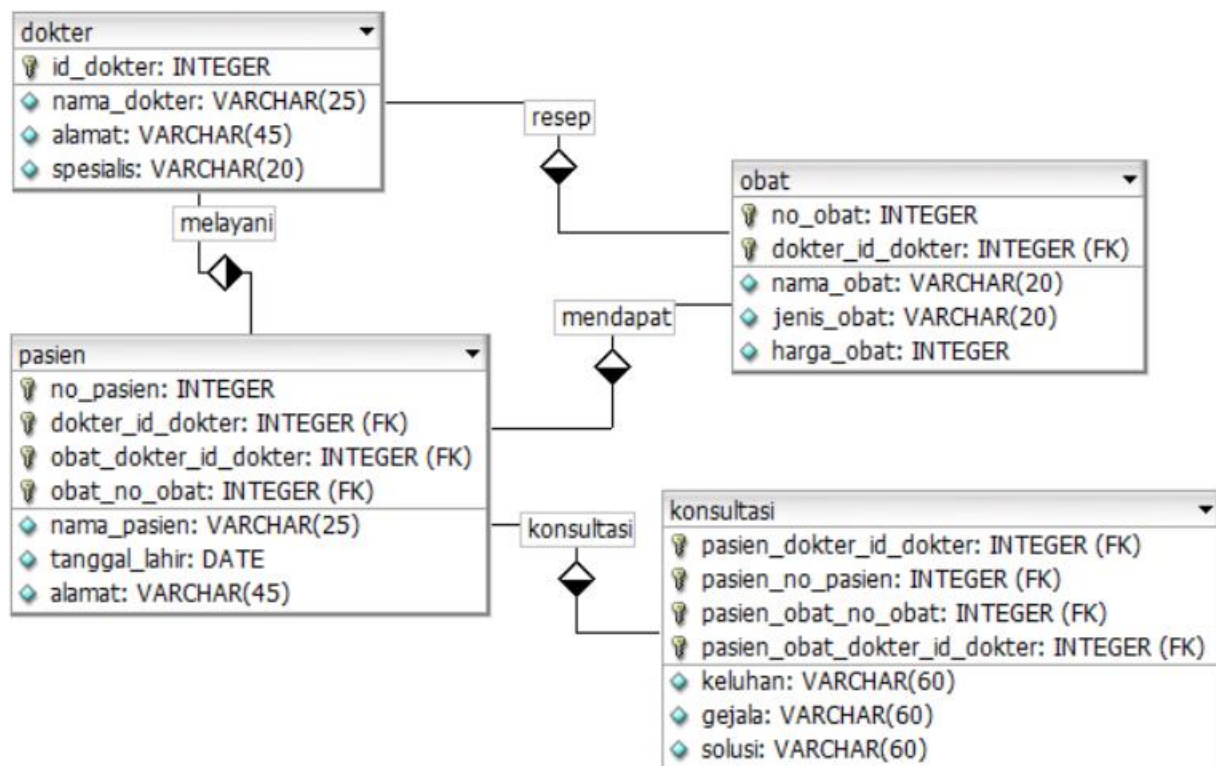 dokter
id_dokter: INTEGER
nama_dokter: VARCHAR(25)
alamat: VARCHAR(45)
spesialis: VARCHAR(20)
resep
melayani
obat
no_obat: INTEGER
dokter_id_dokter: INTEGER (FK)
nama_obat: VARCHAR(20)
jenis_obat: VARCHAR(20)
harga_obat: INTEGER
mendapat
pasien
no_pasien: INTEGER
dokter_id_dokter: INTEGER (FK)
obat_dokter_id_dokter: INTEGER (FK)
obat_no_obat: INTEGER (FK)
nama_pasien: VARCHAR(25)
tanggal_lahir: DATE
alamat: VARCHAR(45)
konsultasi
konsultasi
pasien_dokter_id_dokter: INTEGER (FK)
pasien_no_pasien: INTEGER (FK)
pasien_obat_no_obat: INTEGER (FK)
pasien_obat_dokter_id_dokter: INTEGER (FK)
keluhan: VARCHAR(60)
gejala: VARCHAR(60)
solusi: VARCHAR(60)